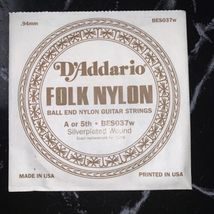 .94mm BES037w
D'Addario
FOLK NYLON
BALL END NYLON GUITAR STRINGS
A or 5th • BES037w
Silverplated Wound
MADE IN USA PRINTED IN USA